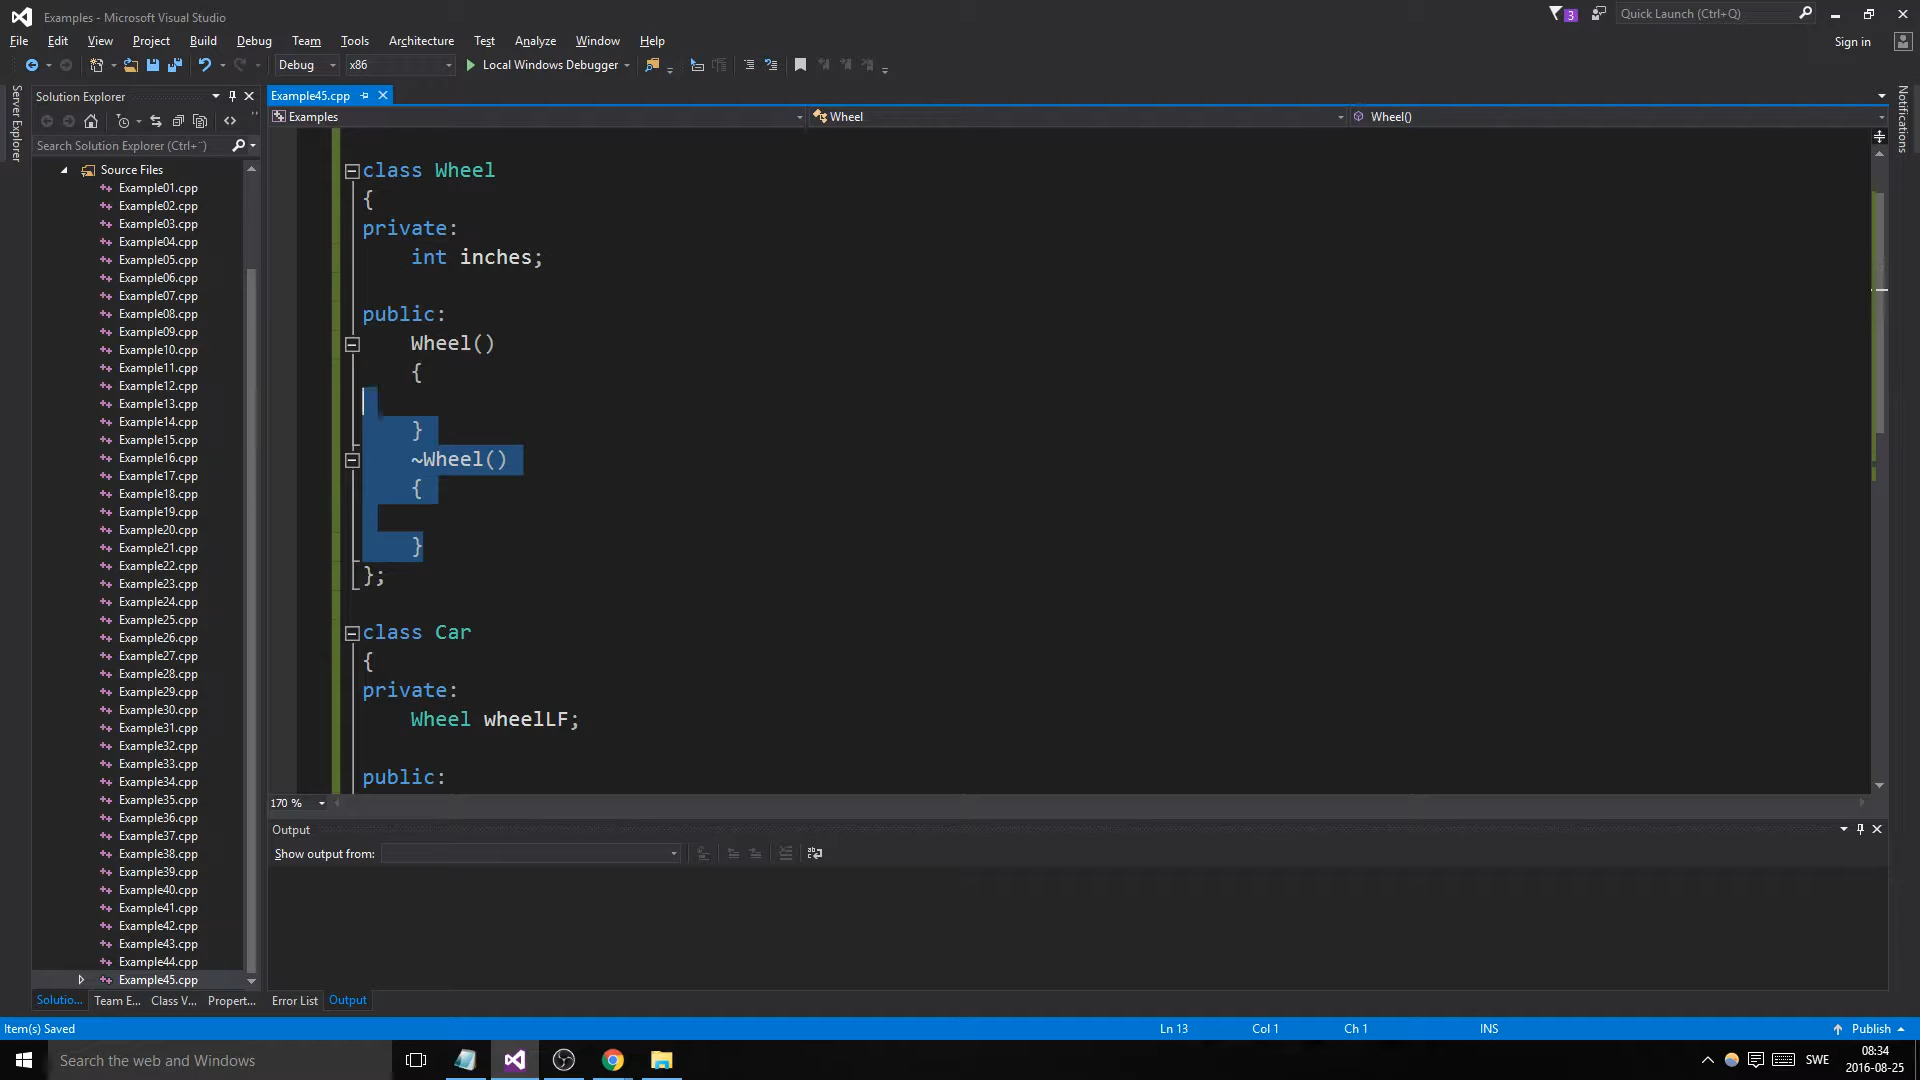 Examples - Microsoft Visual Studio
3
Quick Launch (Ctrl+Q)
File Edit View Project Build Debug Team Tools Architecture Test Analyze Window Help
Sign in
Debug x86 Local Windows Debugger
Server Explorer
Solution Explorer
Search Solution Explorer (Ctrl+¨)
Source Files
Example01.cpp
Example02.cpp
Example03.cpp
Example04.cpp
Example05.cpp
Example06.cpp
Example07.cpp
Example08.cpp
Example09.cpp
Example10.cpp
Example11.cpp
Example12.cpp
Example13.cpp
Example14.cpp
Example15.cpp
Example16.cpp
Example17.cpp
Example18.cpp
Example19.cpp
Example20.cpp
Example21.cpp
Example22.cpp
Example23.cpp
Example24.cpp
Example25.cpp
Example26.cpp
Example27.cpp
Example28.cpp
Example29.cpp
Example30.cpp
Example31.cpp
Example32.cpp
Example33.cpp
Example34.cpp
Example35.cpp
Example36.cpp
Example37.cpp
Example38.cpp
Example39.cpp
Example40.cpp
Example41.cpp
Example42.cpp
Example43.cpp
Example44.cpp
Example45.cpp
Solutio... Team E... Class V... Propert...
Example45.cpp
Examples Wheel Wheel()
class Wheel
{
private:
int inches;
public:
Wheel()
{
}
~Wheel()
{
}
};
class Car
{
private:
Wheel wheelLF;
public:
170 %
Output
Show output from:
Error List Output
Notifications
Item(s) Saved
Ln 13 Col 1 Ch 1 INS
Publish
Search the web and Windows
SWE
08:34
2016-08-25